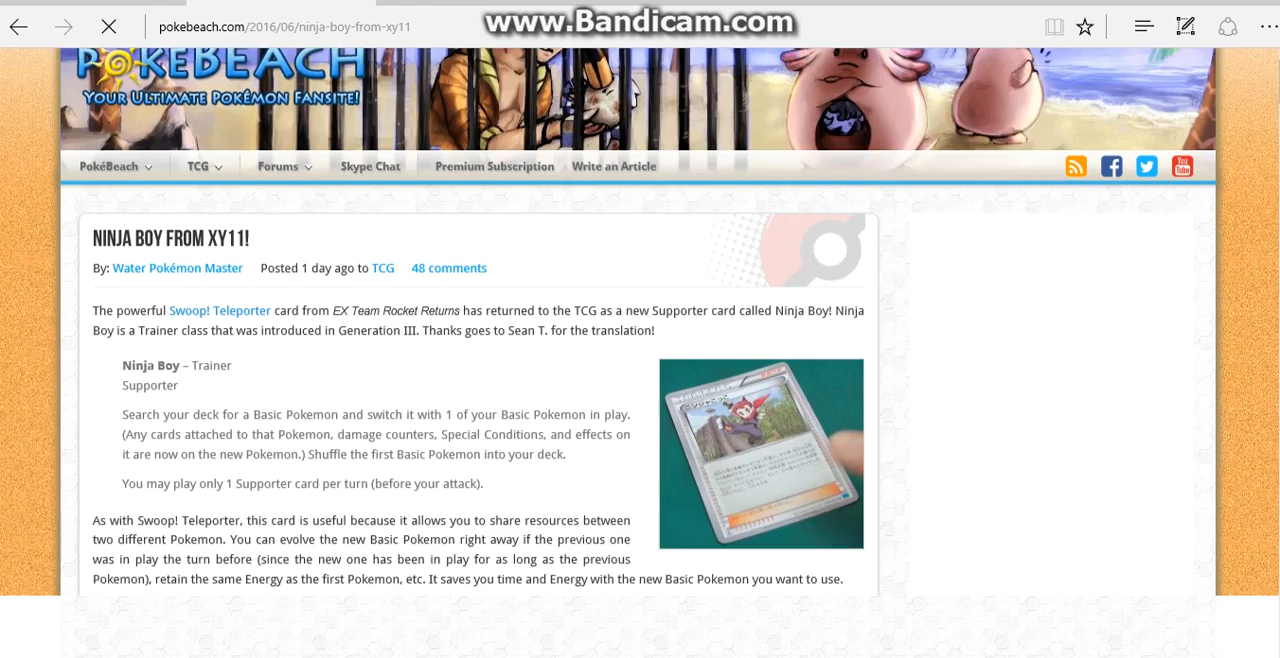 www.Bandicam.com
pokebeach.com/2016/06/ninja-boy-from-xy11
POKÉBEACH
YOUR ULTIMATE POKÉMON FANSITE!
PokéBeach TCG Forums Skype Chat Premium Subscription Write an Article
You Tube
NINJA BOY FROM XY11!
By: Water Pokémon Master Posted 1 day ago to TCG 48 comments
The powerful Swoop! Teleporter card from EX Team Rocket Returns has returned to the TCG as a new Supporter card called Ninja Boy! Ninja
Boy is a Trainer class that was introduced in Generation III. Thanks goes to Sean T. for the translation!
Ninja Boy – Trainer
Supporter
Search your deck for a Basic Pokemon and switch it with 1 of your Basic Pokemon in play.
(Any cards attached to that Pokemon, damage counters, Special Conditions, and effects on
it are now on the new Pokemon.) Shuffle the first Basic Pokemon into your deck.
You may play only 1 Supporter card per turn (before your attack).
As with Swoop! Teleporter, this card is useful because it allows you to share resources between
two different Pokemon. You can evolve the new Basic Pokemon right away if the previous one
was in play the turn before (since the new one has been in play for as long as the previous
Pokemon), retain the same Energy as the first Pokemon, etc. It saves you time and Energy with the new Basic Pokemon you want to use.